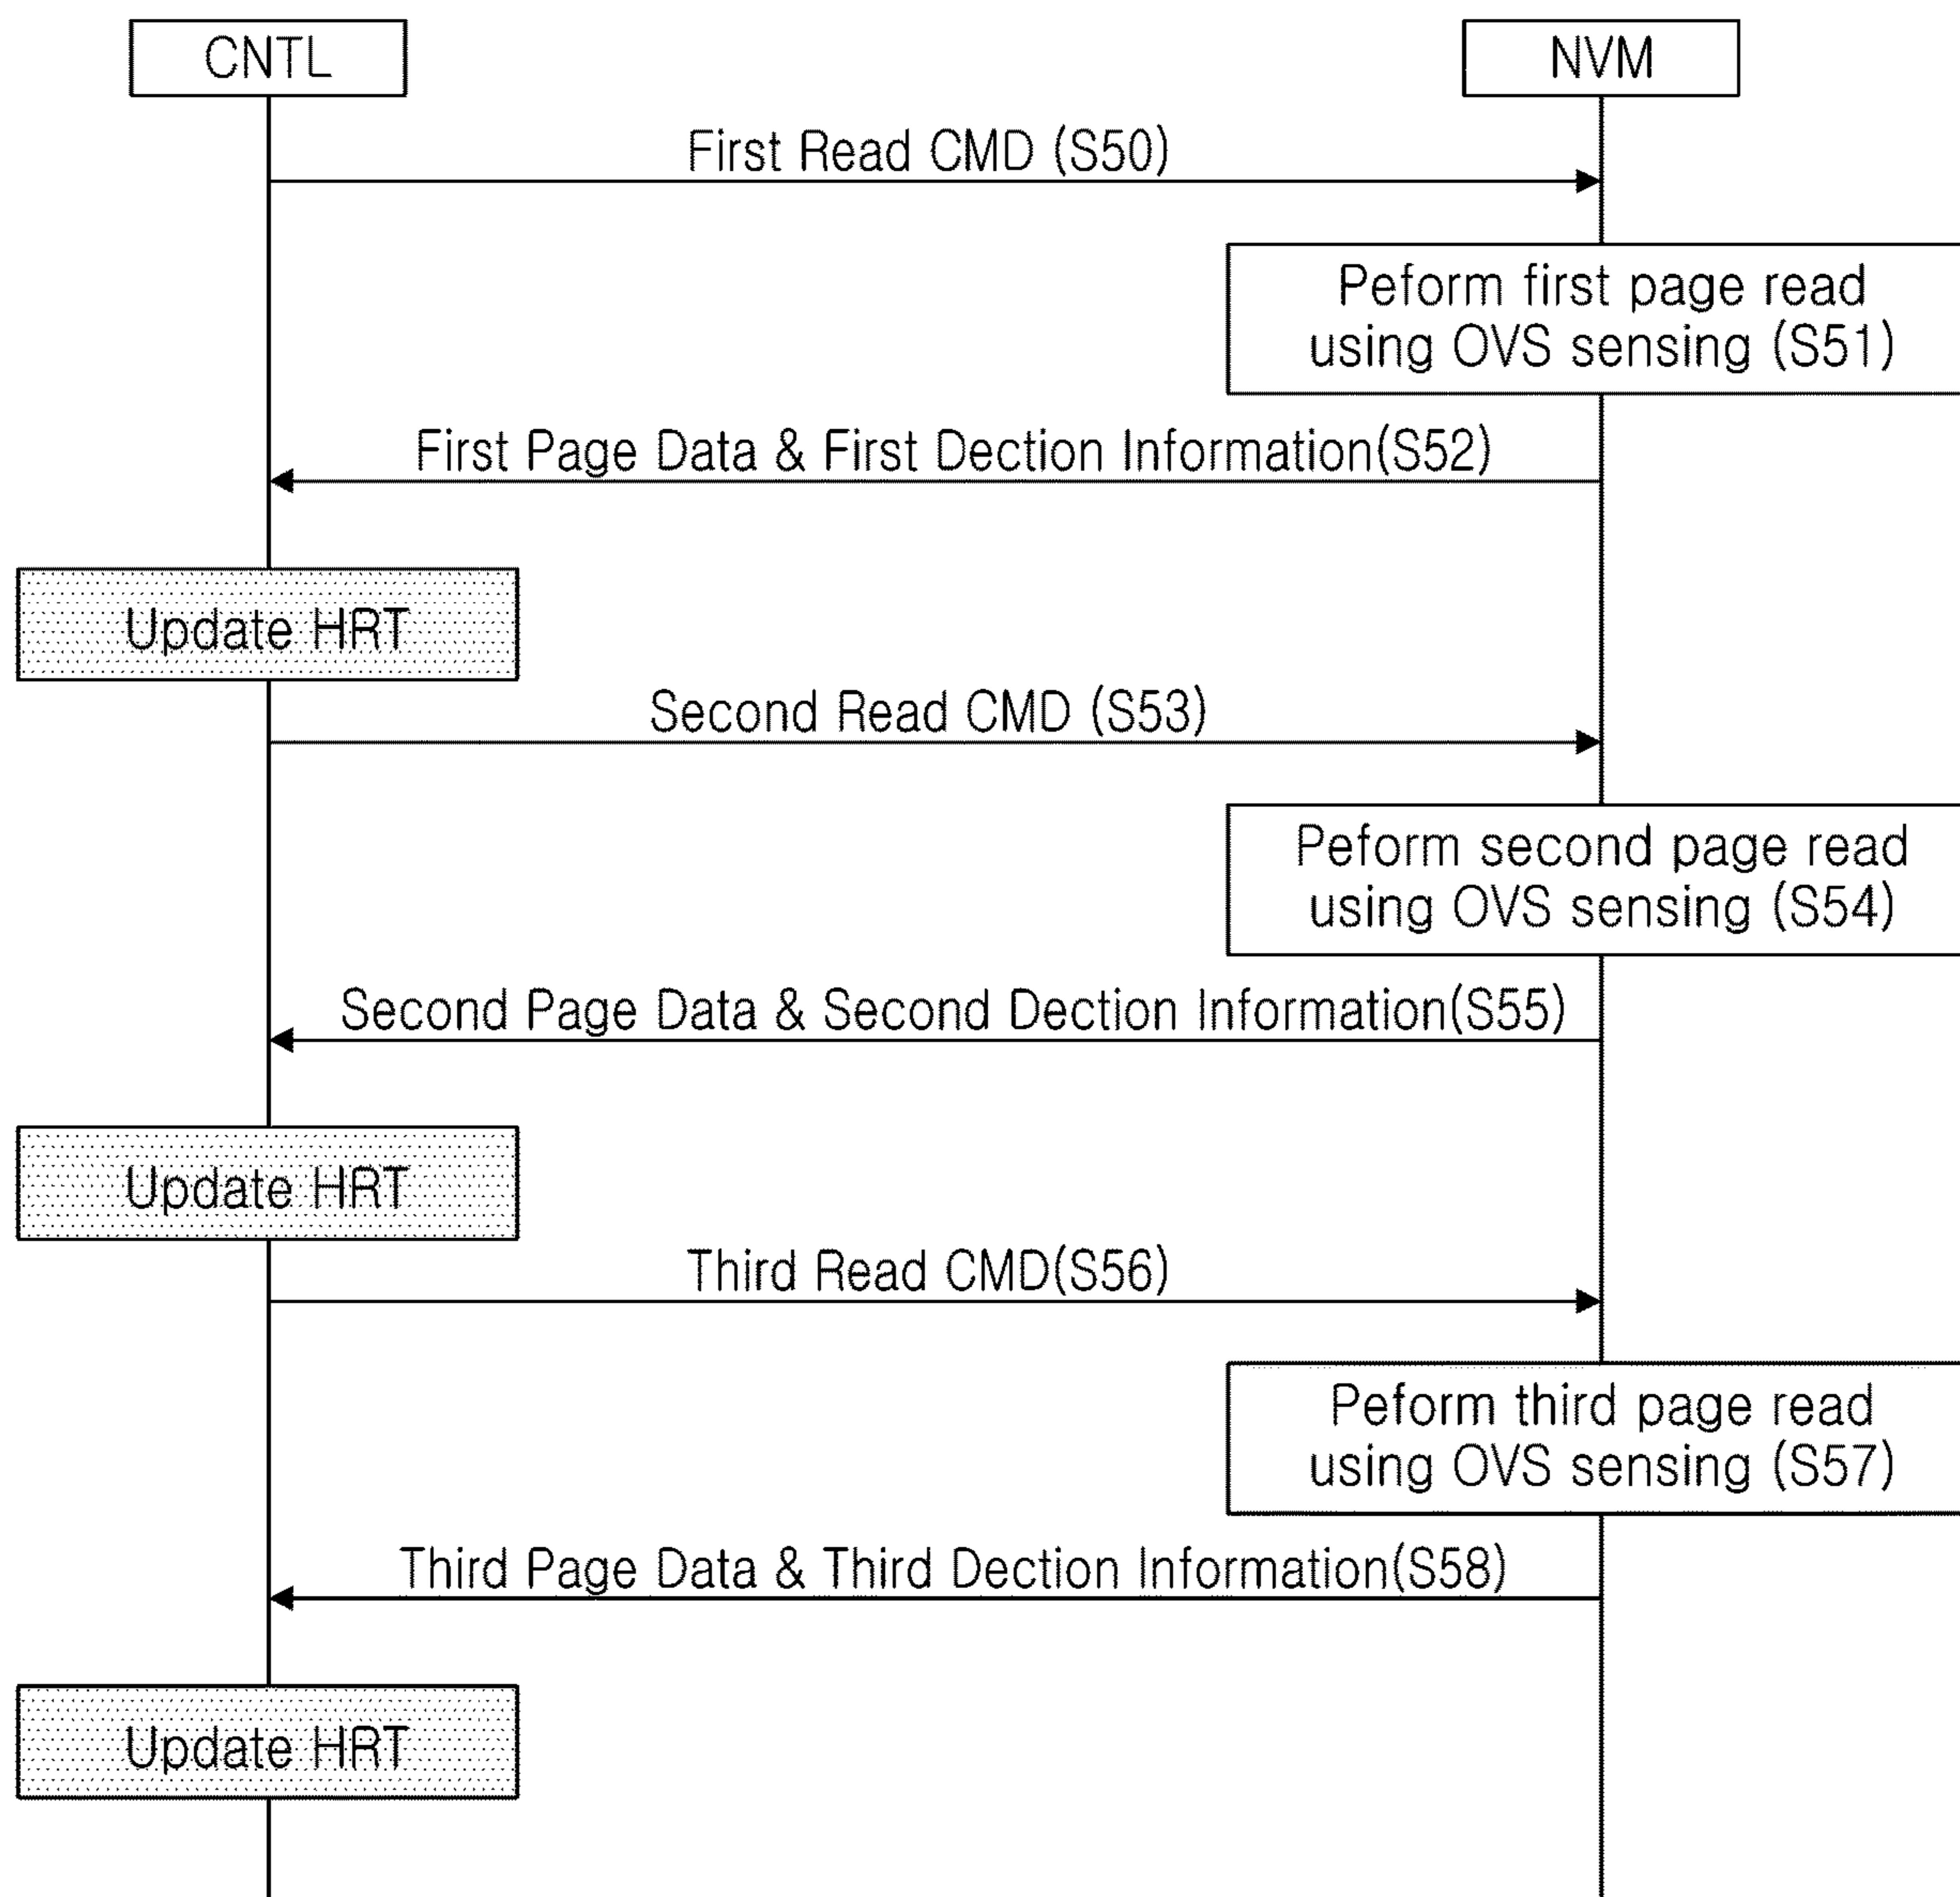 CNTL
NVM
First Read CMD (S50)
Peform first page read
using OVS sensing (S51)
First Page Data & First Dection Information(S52)
Update HRT
Second Read CMD (S53)
Peform second page read
using OVS sensing (S54)
Second Page Data & Second Dection Information(S55)
Update HRT
Third Read CMD(S56)
Peform third page read
using OVS sensing (S57)
Third Page Data & Third Dection Information(S58)
Update HRT